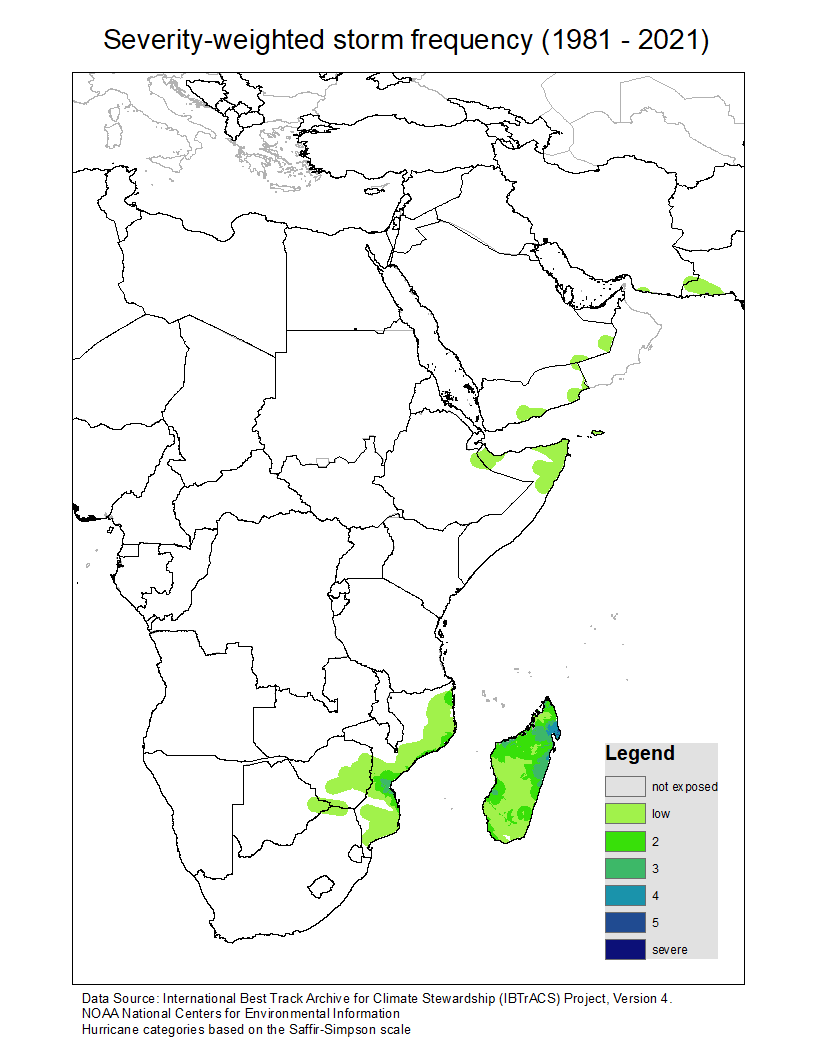 Severity-weighted storm frequency (1981 - 2021)
Legend
not exposed
low
2
3
4
5
severe
Data Source: International Best Track Archive for Climate Stewardship (IBTrACS) Project, Version 4.
NOAA National Centers for Environmental Information
Hurricane categories based on the Saffir-Simpson scale